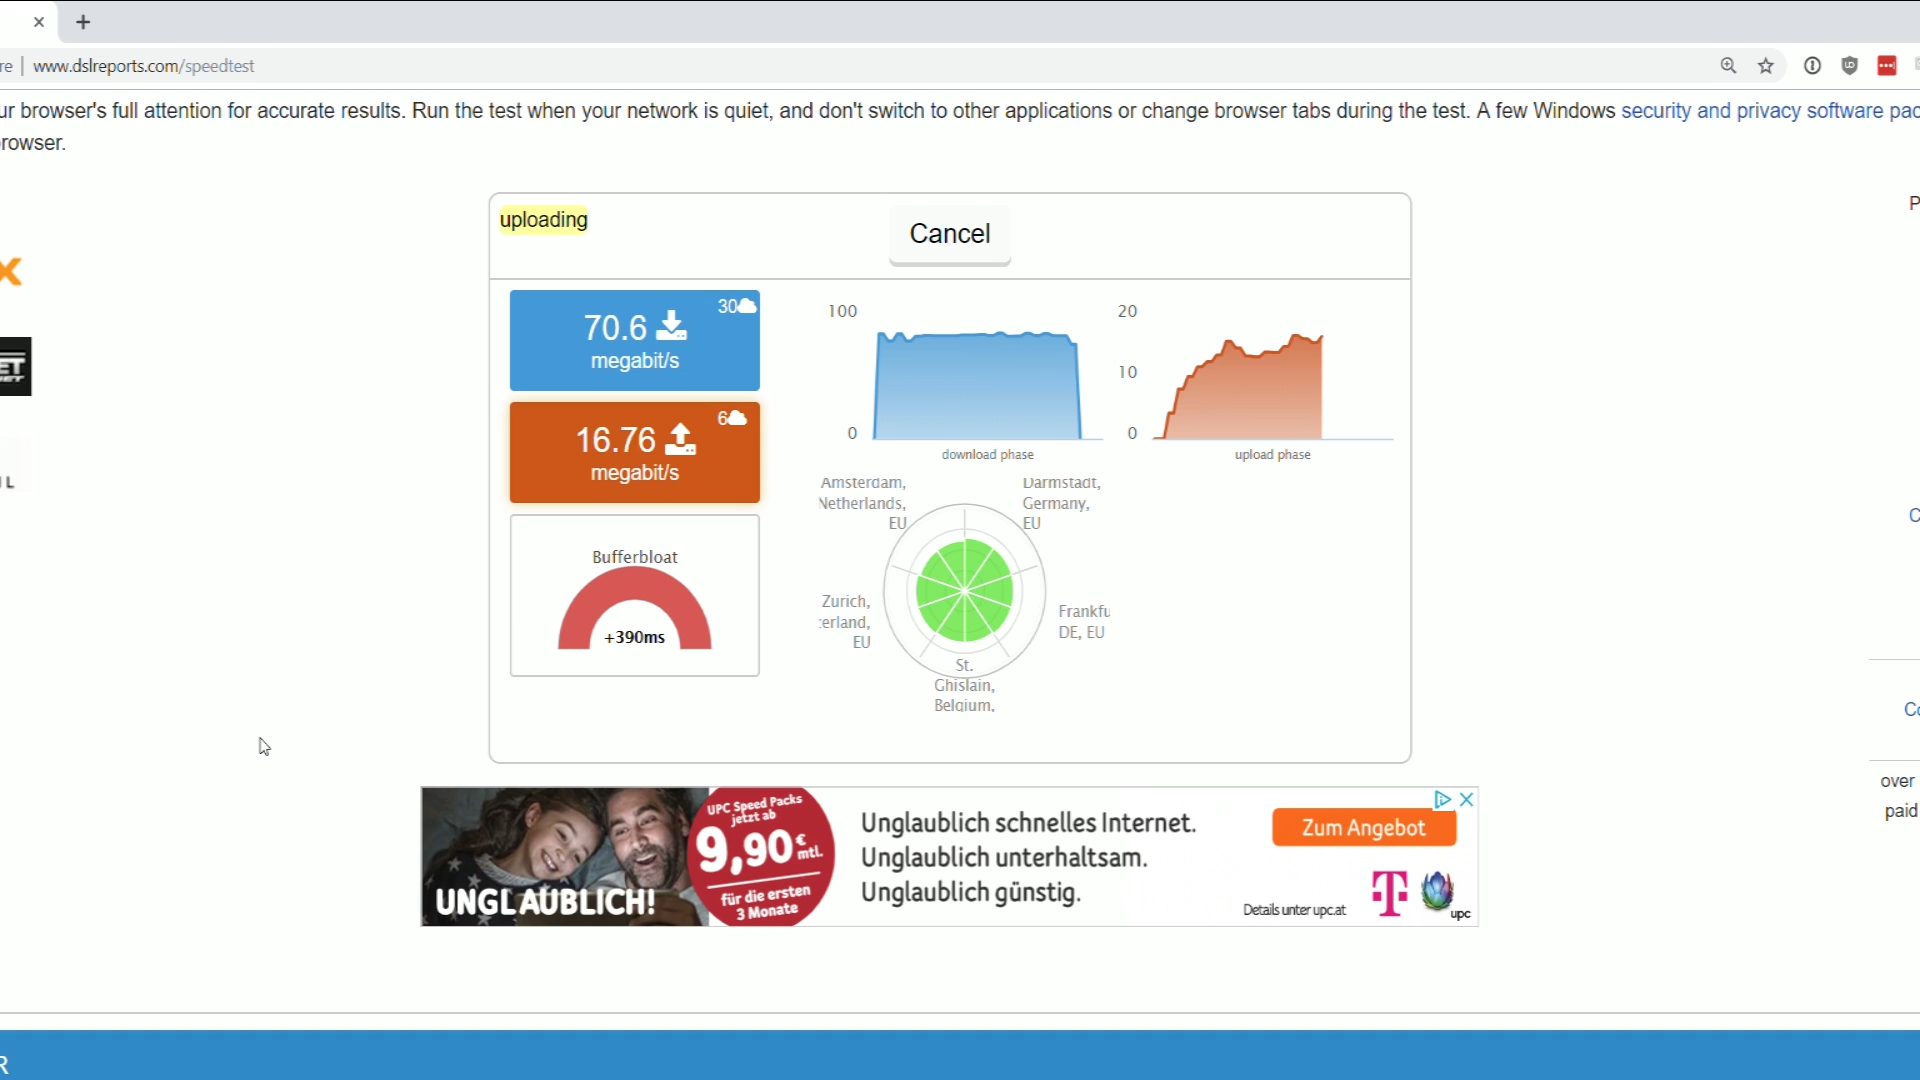 re | www.dslreports.com/speedtest
ur browser's full attention for accurate results. Run the test when your network is quiet, and don't switch to other applications or change browser tabs during the test. A few Windows security and privacy software pac
rowser.
uploading
Cancel
30
70.6
megabit/s
6
16.76
megabit/s
Bufferbloat
+390ms
100
0
download phase
20
10
0
upload phase
Amsterdam,
Netherlands,
EU
Darmstadt,
Germany,
EU
Zurich,
erland,
EU
Frankfu
DE, EU
St.
Ghislain,
Belgium,
P
C
Co
over
paid
X
ET
IL
UNGLAUBLICH!
UPC Speed Packs
jetzt ab
9,90 € mtl.
für die ersten
3 Monate
Unglaublich schnelles Internet.
Unglaublich unterhaltsam.
Unglaublich günstig.
Zum Angebot
Details unter upc.at
T
upc
R